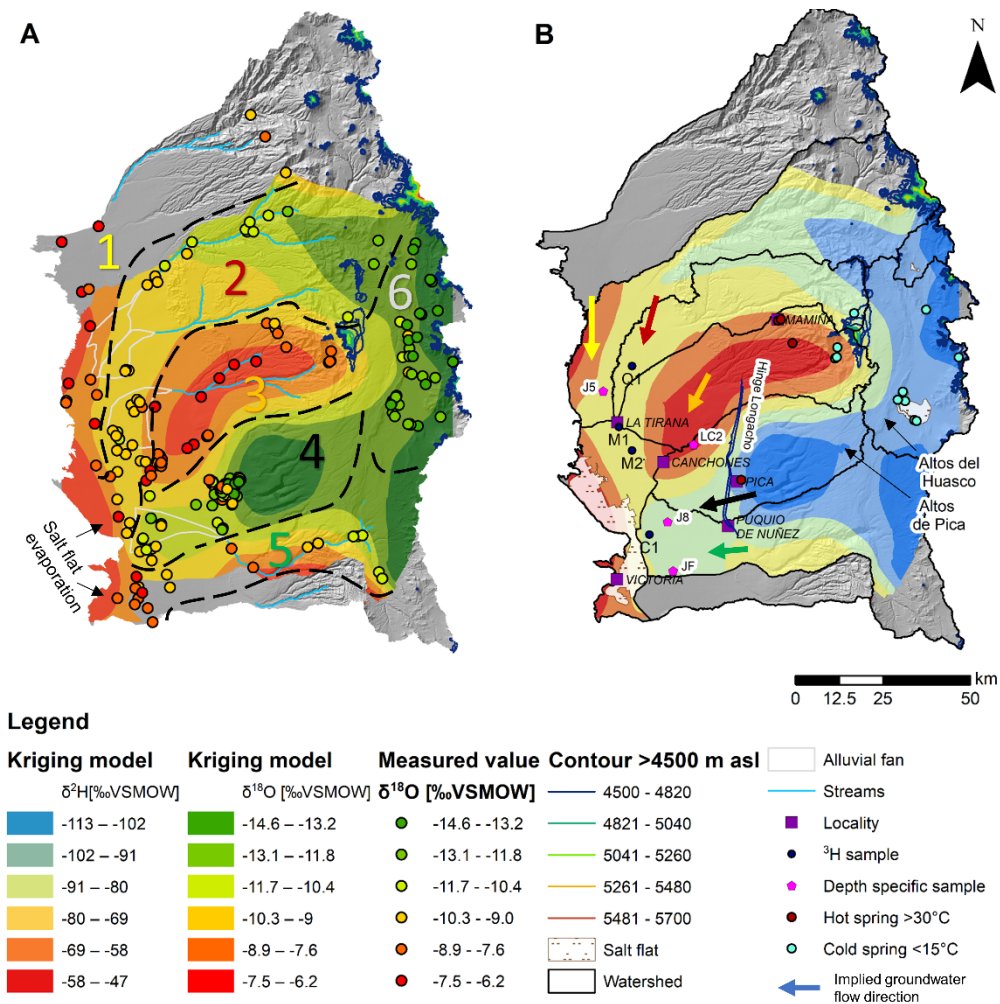 A
B
N
1
2
3
4
5
6
Salt flat
evaporation
MAMIÑA
Hinge Longacho
O1
J5
LA TIRANA
M1
M2
LC2
CANCHONES
PICA
J8
PUQUIO
DE NUÑEZ
C1
JF
VICTORIA
Altos del
Huasco
Altos
de Pica
km
0 12.5 25 50
Legend
Kriging model
δ²H[‰VSMOW]
-113 – -102
-102 – -91
-91 – -80
-80 – -69
-69 – -58
-58 – -47
Kriging model
δ¹⁸O [‰VSMOW]
-14.6 – -13.2
-13.1 – -11.8
-11.7 - -10.4
-10.3 – -9
-8.9 - -7.6
-7.5 – -6.2
Measured value
δ¹⁸O [‰VSMOW]
-14.6 - -13.2
-13.1 - -11.8
-11.7 - -10.4
-10.3 - -9.0
-8.9 - -7.6
-7.5 - -6.2
Contour >4500 m asl
4500 - 4820
4821 - 5040
5041 - 5260
5261 - 5480
5481 - 5700
Salt flat
Watershed
Alluvial fan
Streams
Locality
³H sample
Depth specific sample
Hot spring >30°C
Cold spring <15°C
Implied groundwater
flow direction